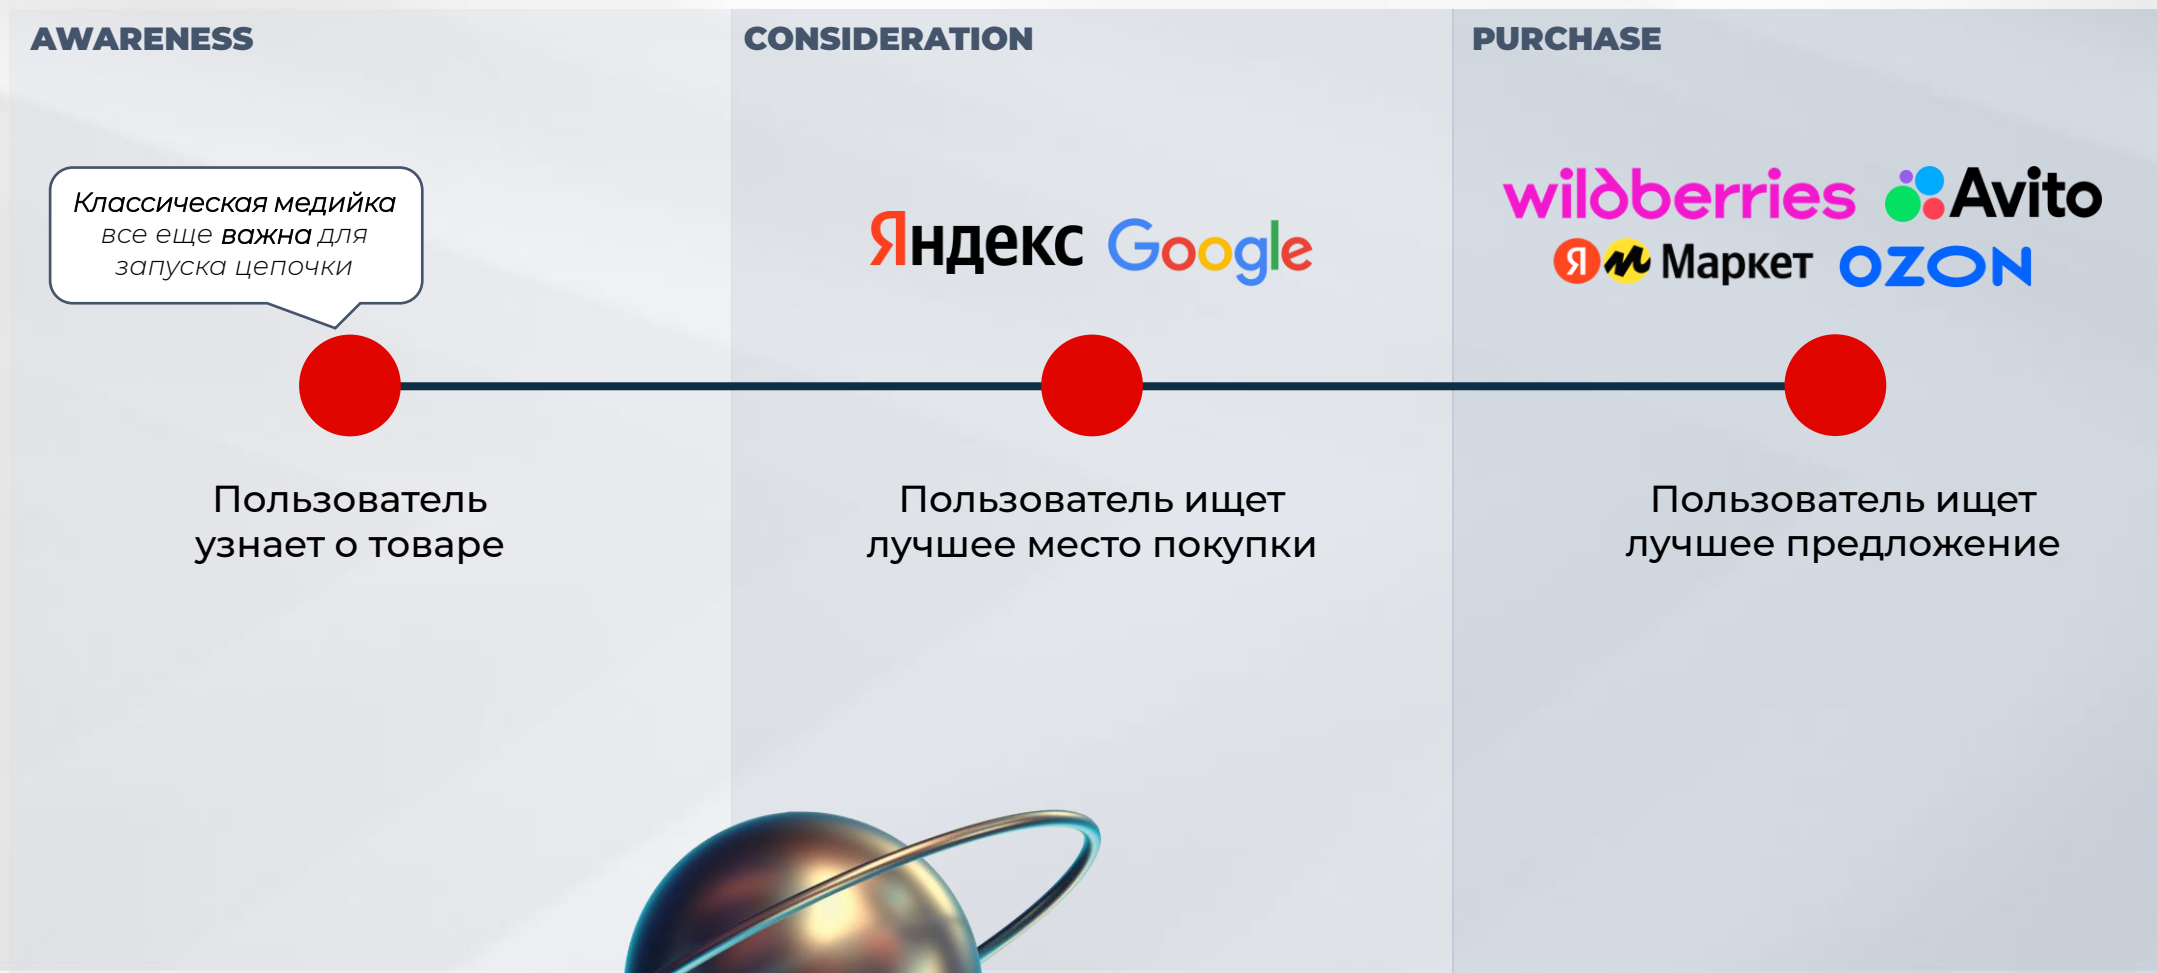 AWARENESS
CONSIDERATION
PURCHASE
Классическая медийка
все еще важна для
запуска цепочки
Яндекс Google
wildberries Avito
Я м Маркет OZON
Пользователь
узнает о товаре
Пользователь ищет
лучшее место покупки
Пользователь ищет
лучшее предложение